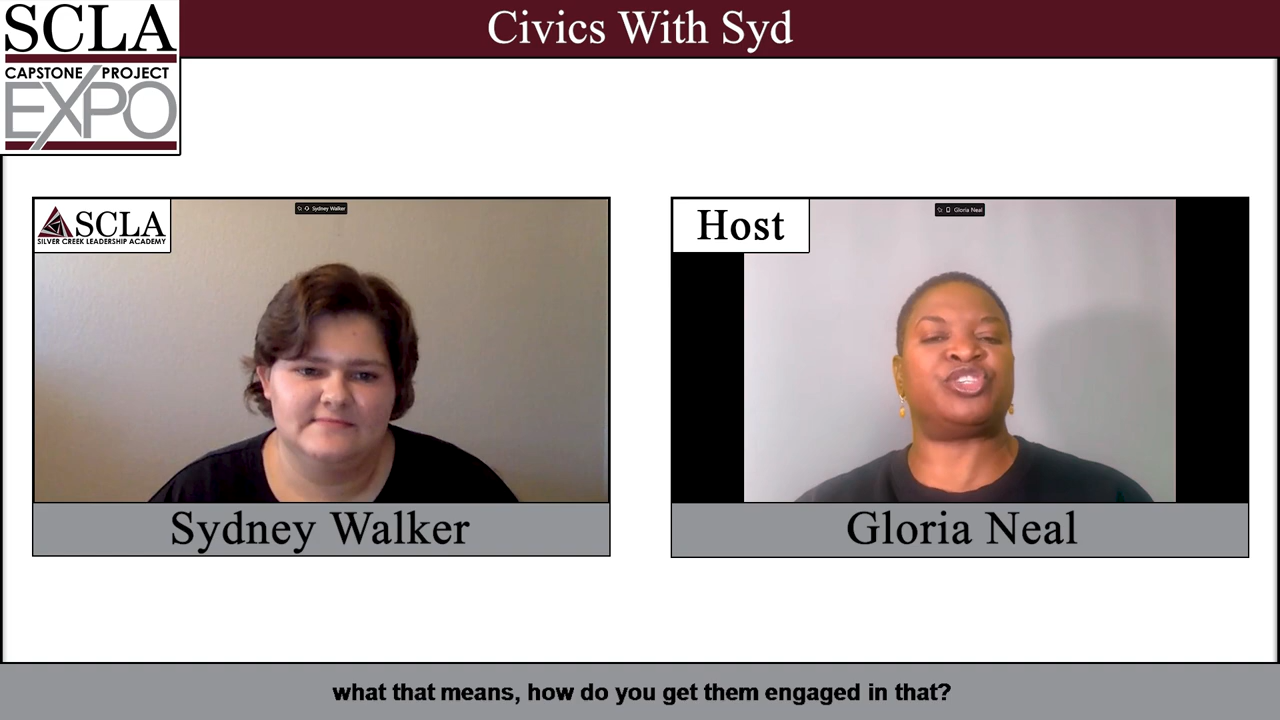 SCLA
CAPSTONE PROJECT
EXPO
Civics With Syd
SCLA
SILVER CREEK LEADERSHIP ACADEMY
Sydney Walker
Host
Gloria Neal
Sydney Walker
Gloria Neal
what that means, how do you get them engaged in that?